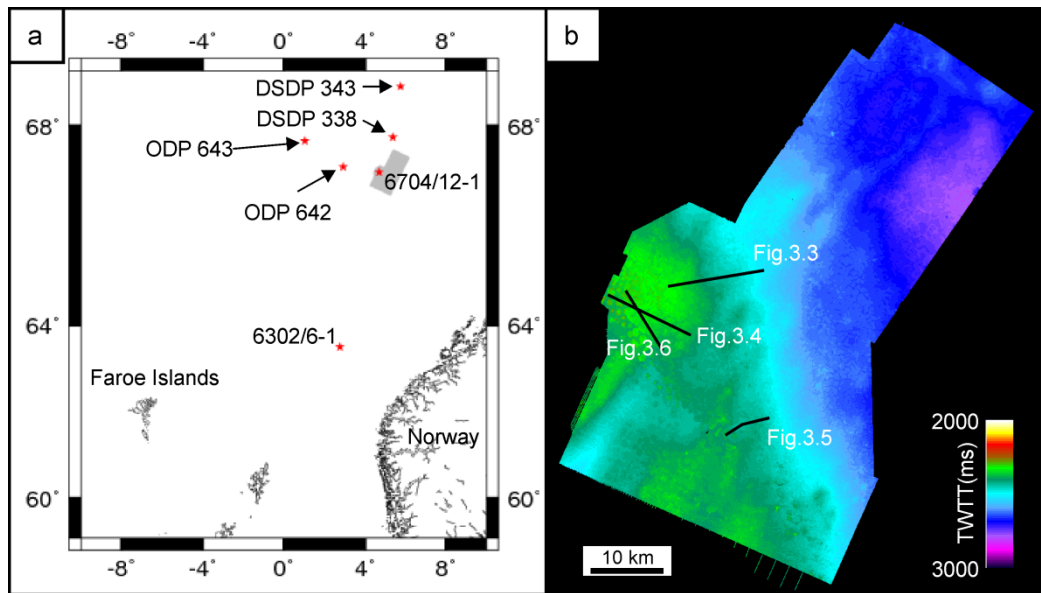 a
-8° -4° 0° 4° 8°
DSDP 343
68°
DSDP 338
ODP 643
6704/12-1
ODP 642
64°
6302/6-1
Faroe Islands
Norway
60°
-8° -4° 0° 4° 8°
68°
64°
60°
b
Fig.3.3
Fig.3.4
Fig.3.6
Fig.3.5
2000
TWTT(ms)
3000
10 km